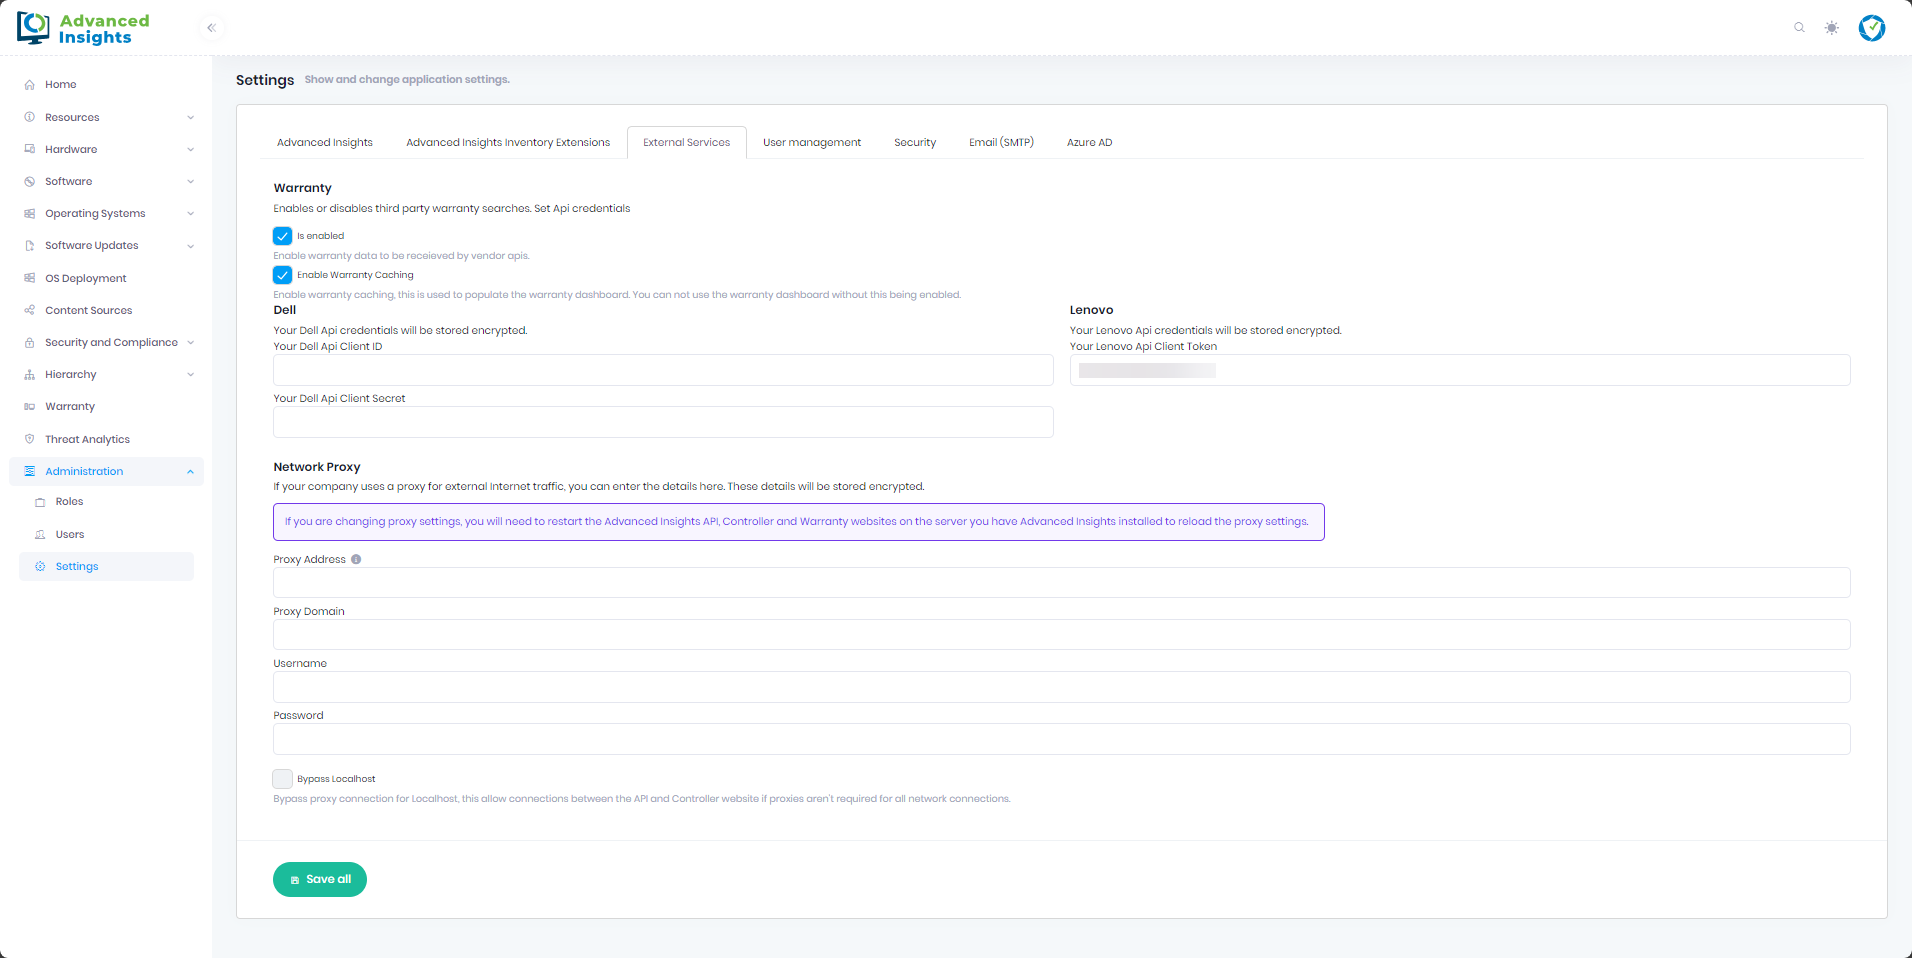 Advanced
Insights
Home
Resources
Hardware
Software
Operating Systems
Software Updates
OS Deployment
Content Sources
Security and Compliance
Hierarchy
Warranty
Threat Analytics
Administration
Roles
Users
Settings
Settings Show and change application settings.
Advanced Insights Advanced Insights Inventory Extensions External Services User management Security Email (SMTP) Azure AD
Warranty
Enables or disables third party warranty searches. Set Api credentials
Is enabled
Enable warranty data to be receieved by vendor apis.
Enable Warranty Caching
Enable warranty caching, this is used to populate the warranty dashboard. You can not use the warranty dashboard without this being enabled.
Dell
Your Dell Api credentials will be stored encrypted.
Your Dell Api Client ID
Your Dell Api Client Secret
Lenovo
Your Lenovo Api credentials will be stored encrypted.
Your Lenovo Api Client Token
Network Proxy
If your company uses a proxy for external Internet traffic, you can enter the details here. These details will be stored encrypted.
If you are changing proxy settings, you will need to restart the Advanced Insights API, Controller and Warranty websites on the server you have Advanced Insights installed to reload the proxy settings.
Proxy Address
Proxy Domain
Username
Password
Bypass Localhost
Bypass proxy connection for Localhost, this allow connections between the API and Controller website if proxies aren't required for all network connections.
Save all